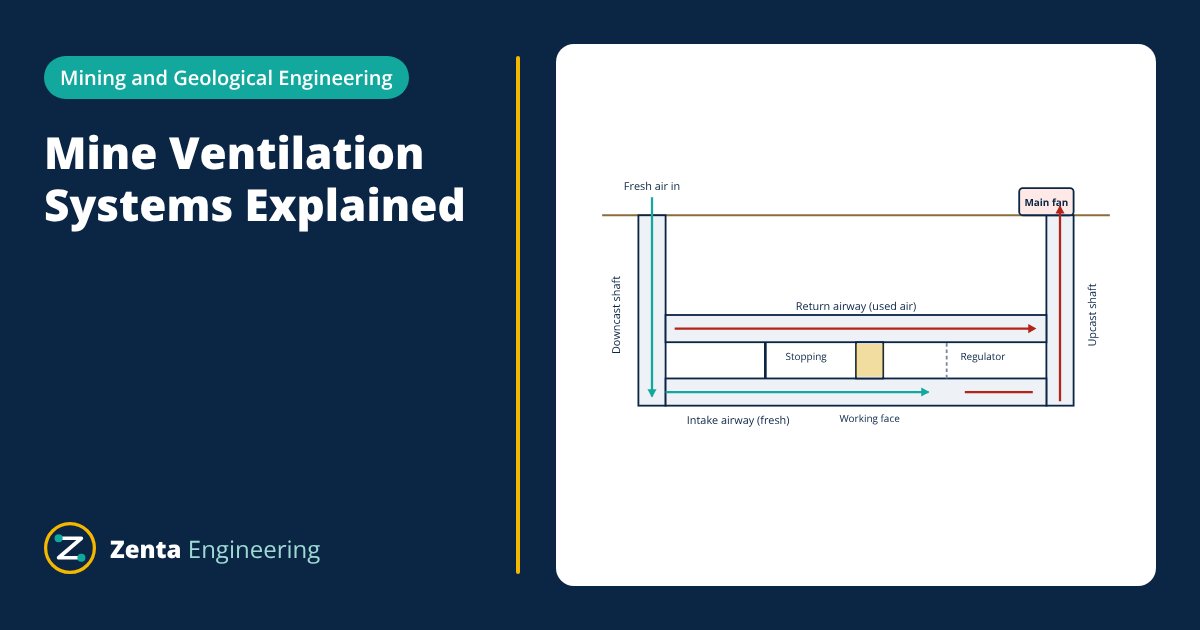 Mining and Geological Engineering
Mine Ventilation
Systems Explained
Zenta Engineering
Fresh air in
Main fan
Downcast shaft
Return airway (used air)
Upcast shaft
Stopping
Regulator
Intake airway (fresh)
Working face